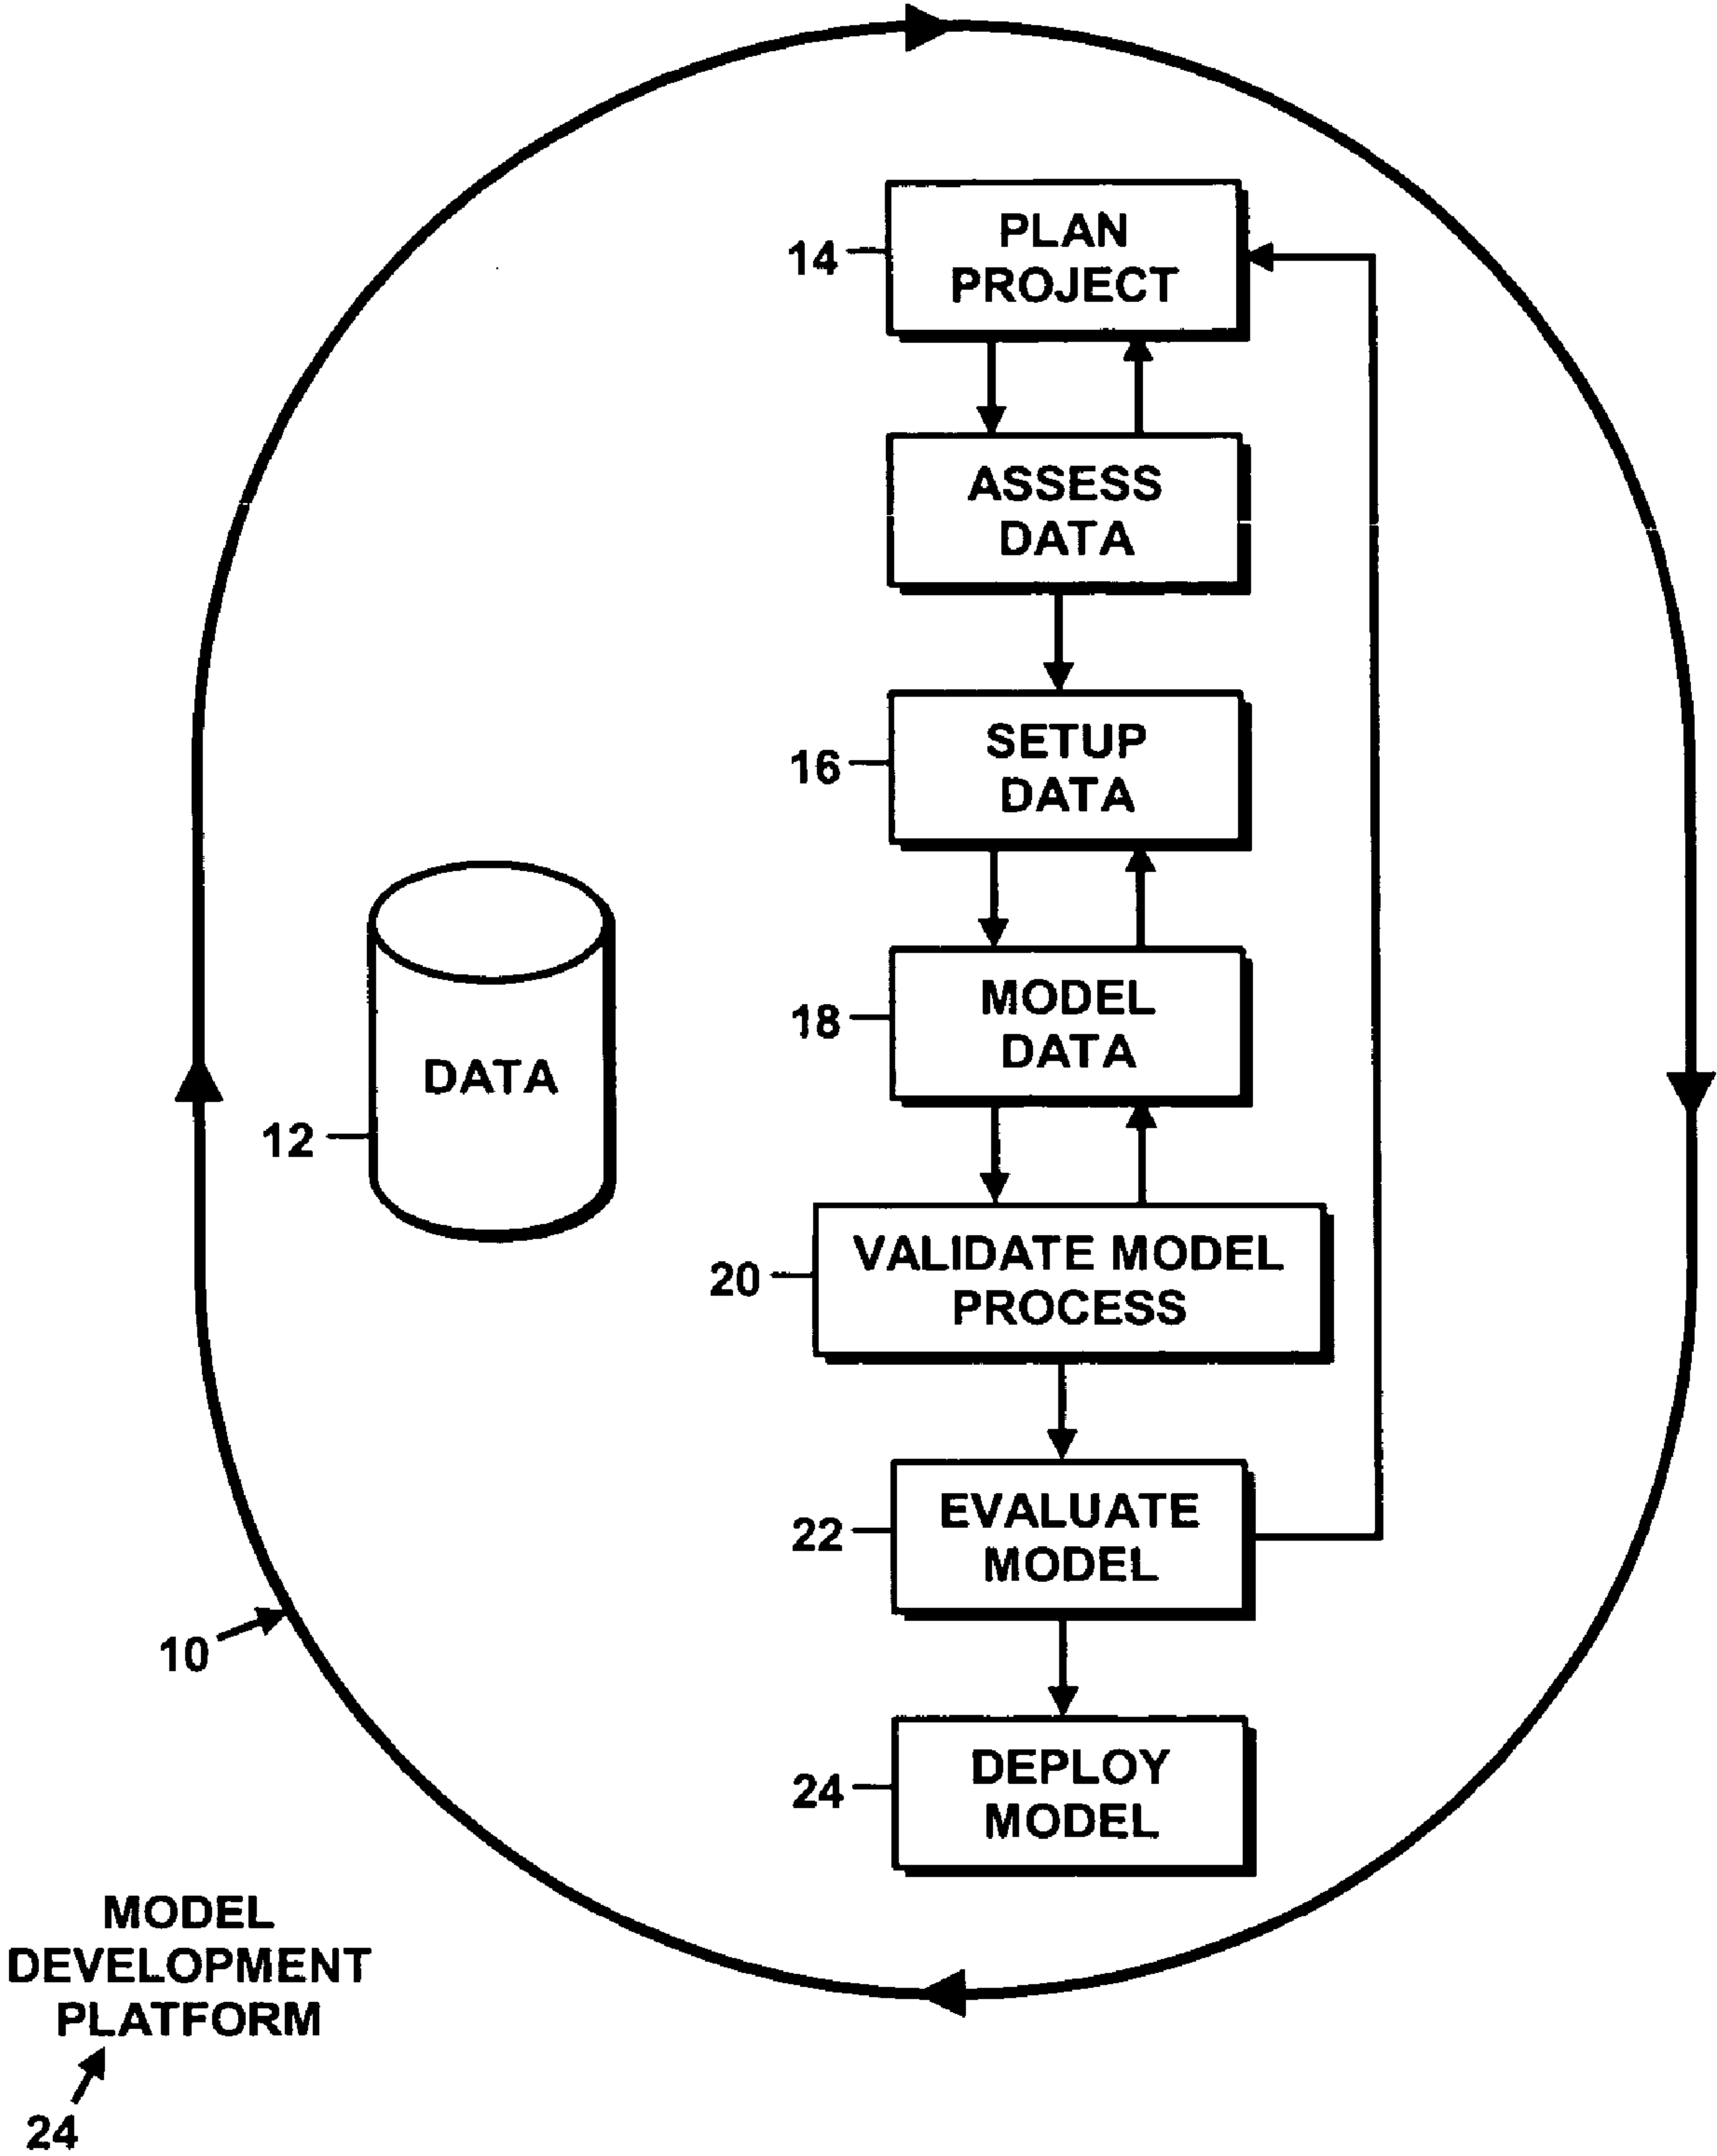 PLAN
14
PROJECT
ASSESS
DATA
SETUP
16
DATA
MODEL
18
DATA
DATA
12
VALIDATE MODEL
20
PROCESS
EVALUATE
22
MODEL
10
DEPLOY
24
MODEL
MODEL
DEVELOPMENT
PLATFORM
24